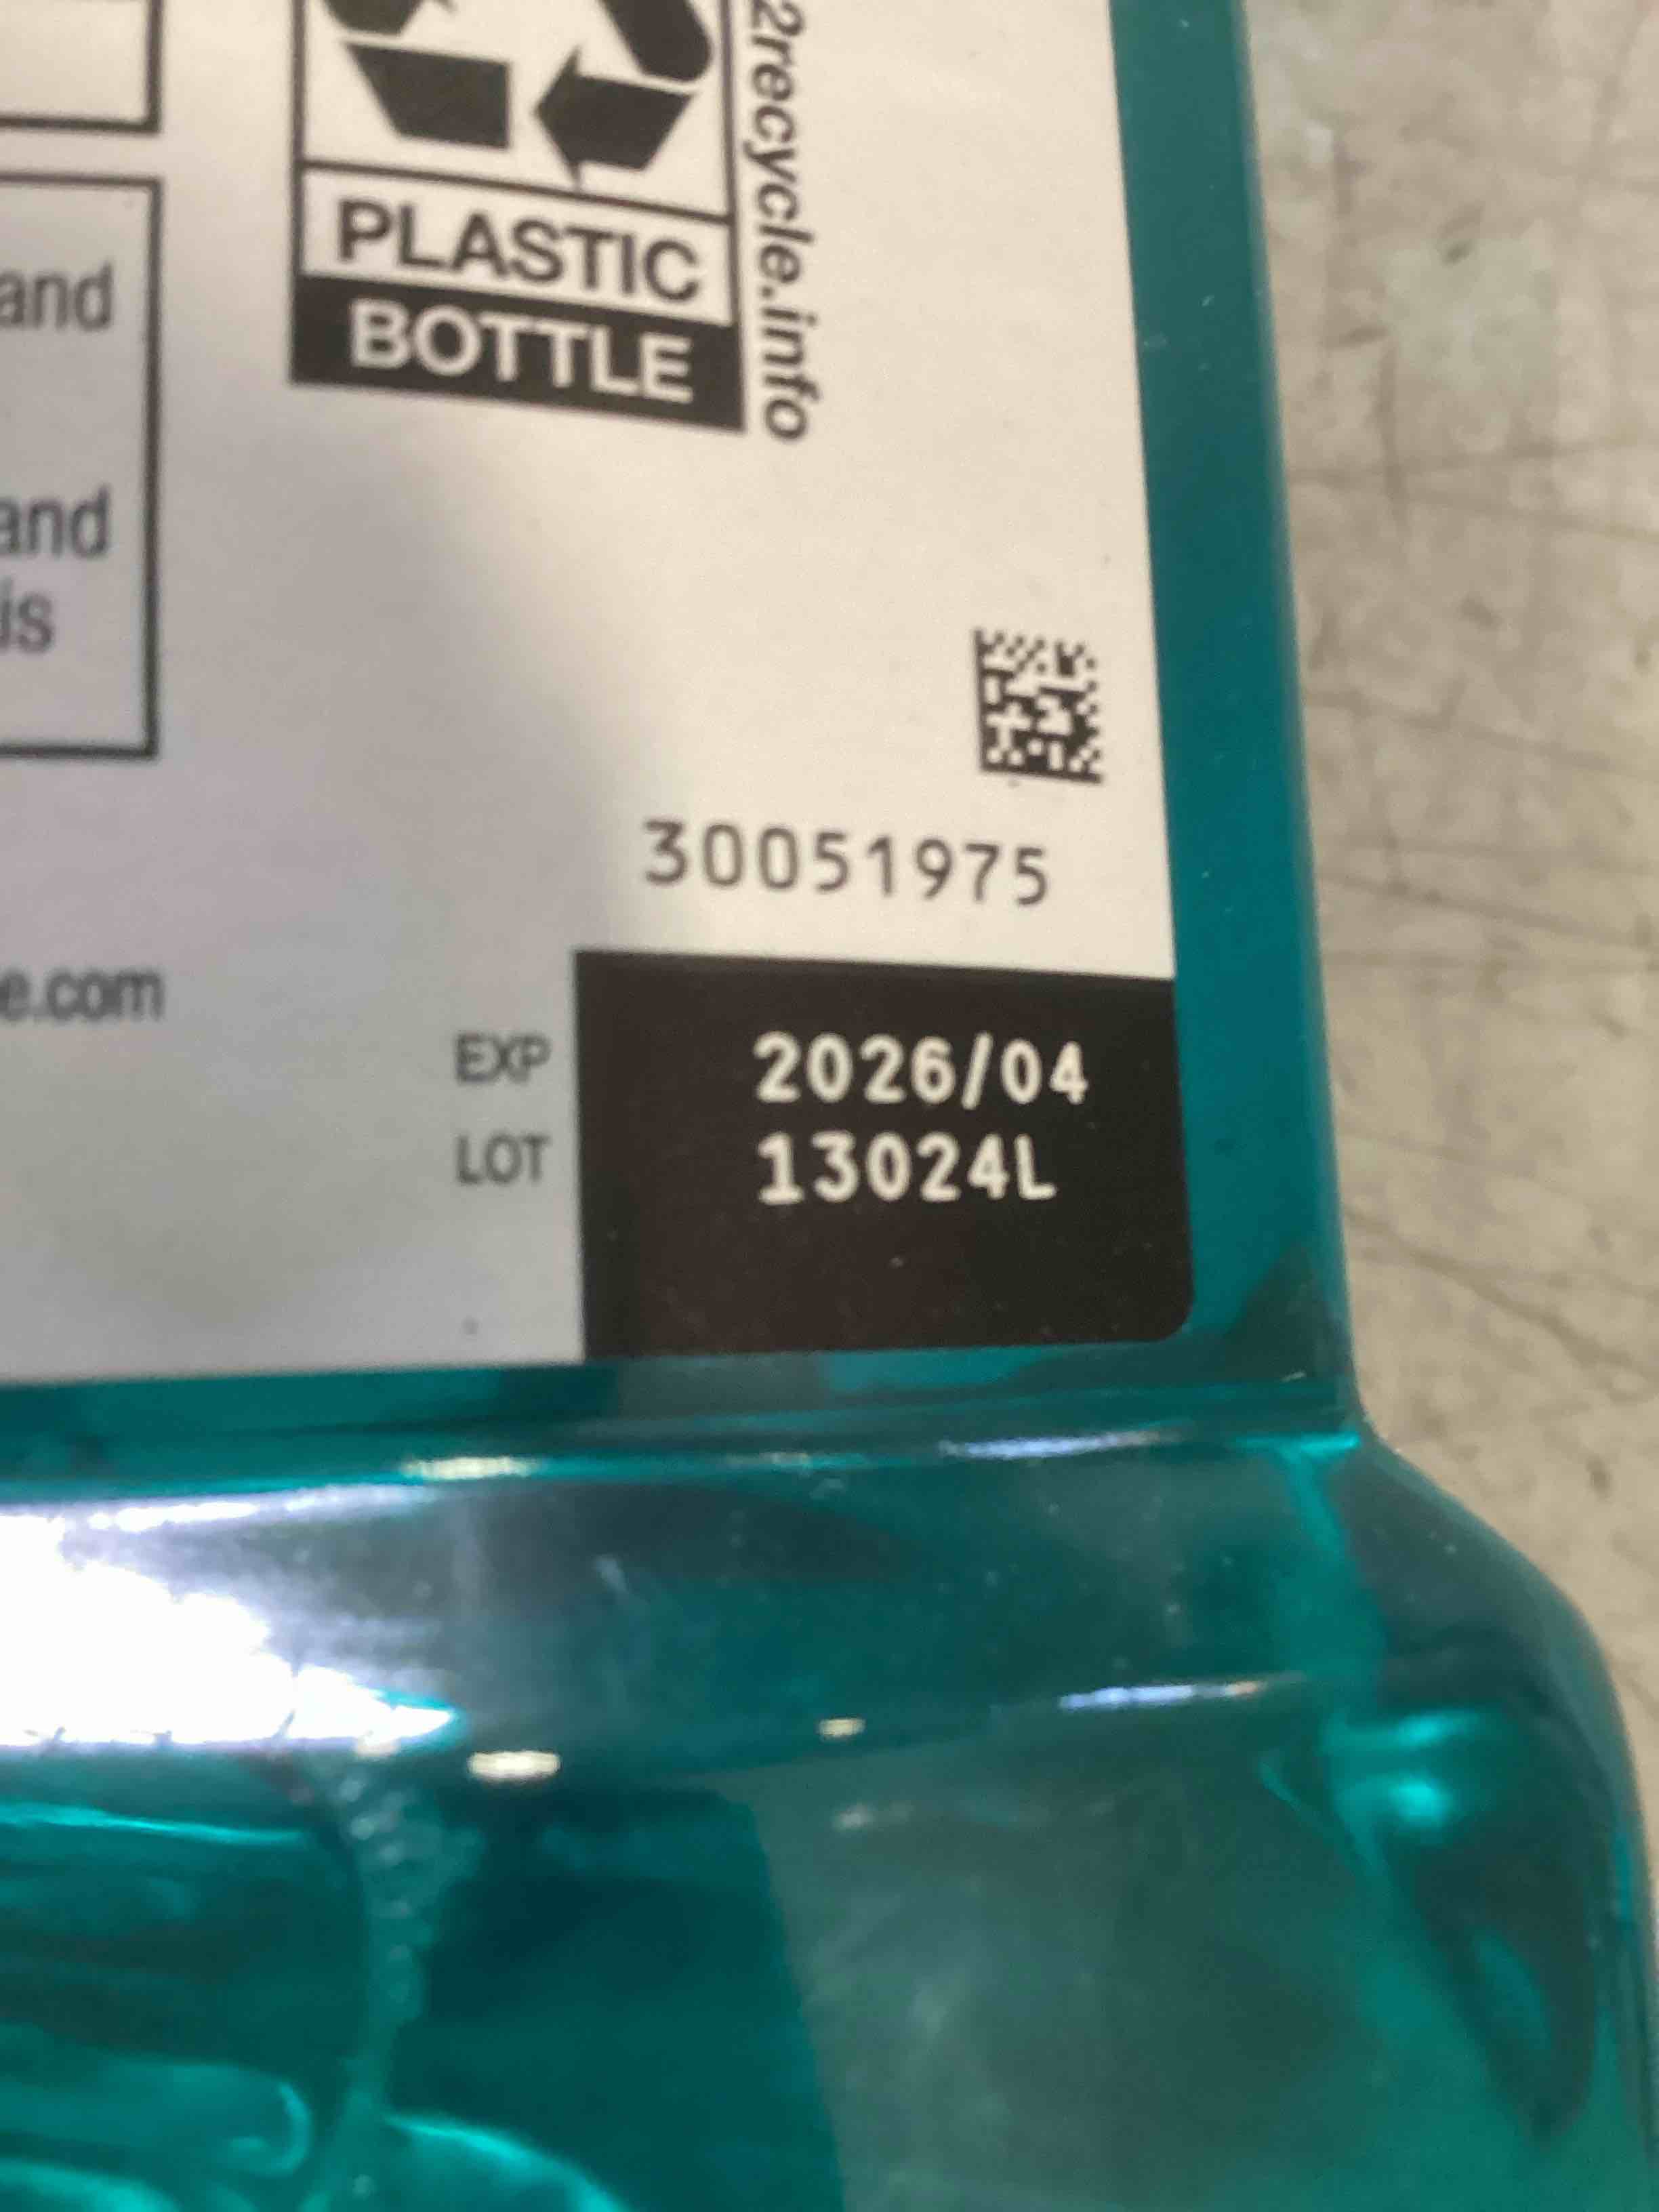 2recycle.info
PLASTIC
BOTTLE
and
and
is
30051975
e.com
EXP 2026/04
LOT 13024L